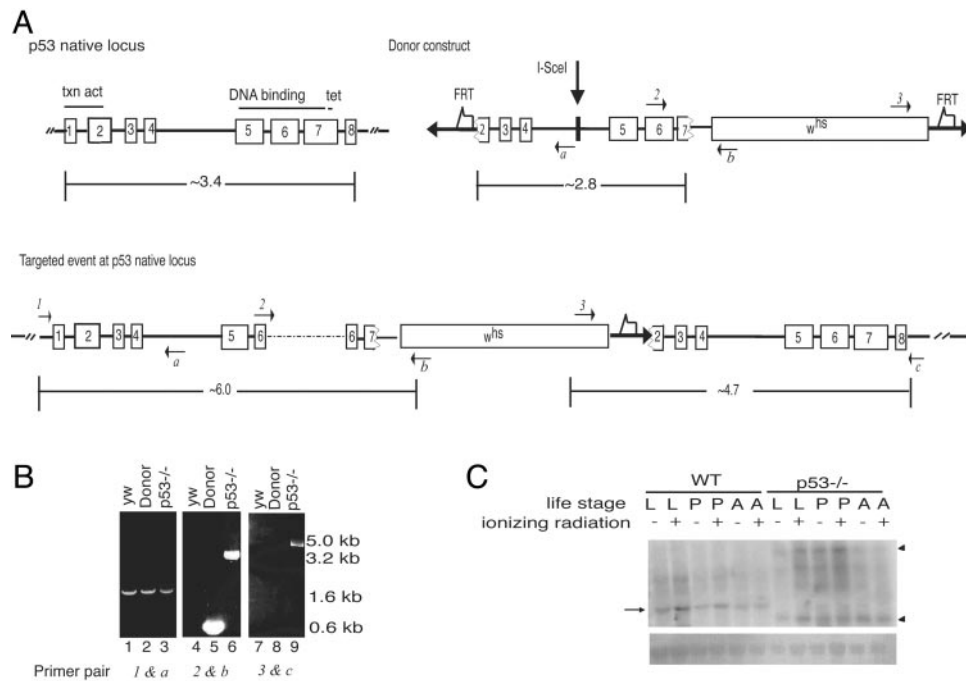 A
p53 native locus
Donor construct
I-SceI
txn act
DNA binding
tet
FRT
2
3
FRT
1 2 3 4 5 6 7 8
2 3 4 5 6 7 w hs
a
b
~3.4
~2.8
Targeted event at p53 native locus
1
2
3
1 2 3 4 5 6 6 7 w hs 2 3 4 5 6 7 8
a
b
c
~6.0
~4.7
B
yw Donor p53-/- yw Donor p53-/- yw Donor p53-/-
5.0 kb
3.2 kb
1.6 kb
0.6 kb
1 2 3 4 5 6 7 8 9
Primer pair 1 & a 2 & b 3 & c
C
WT p53-/-
life stage L L P P A A L L P P A A
ionizing radiation - + - + - + - + - + - +